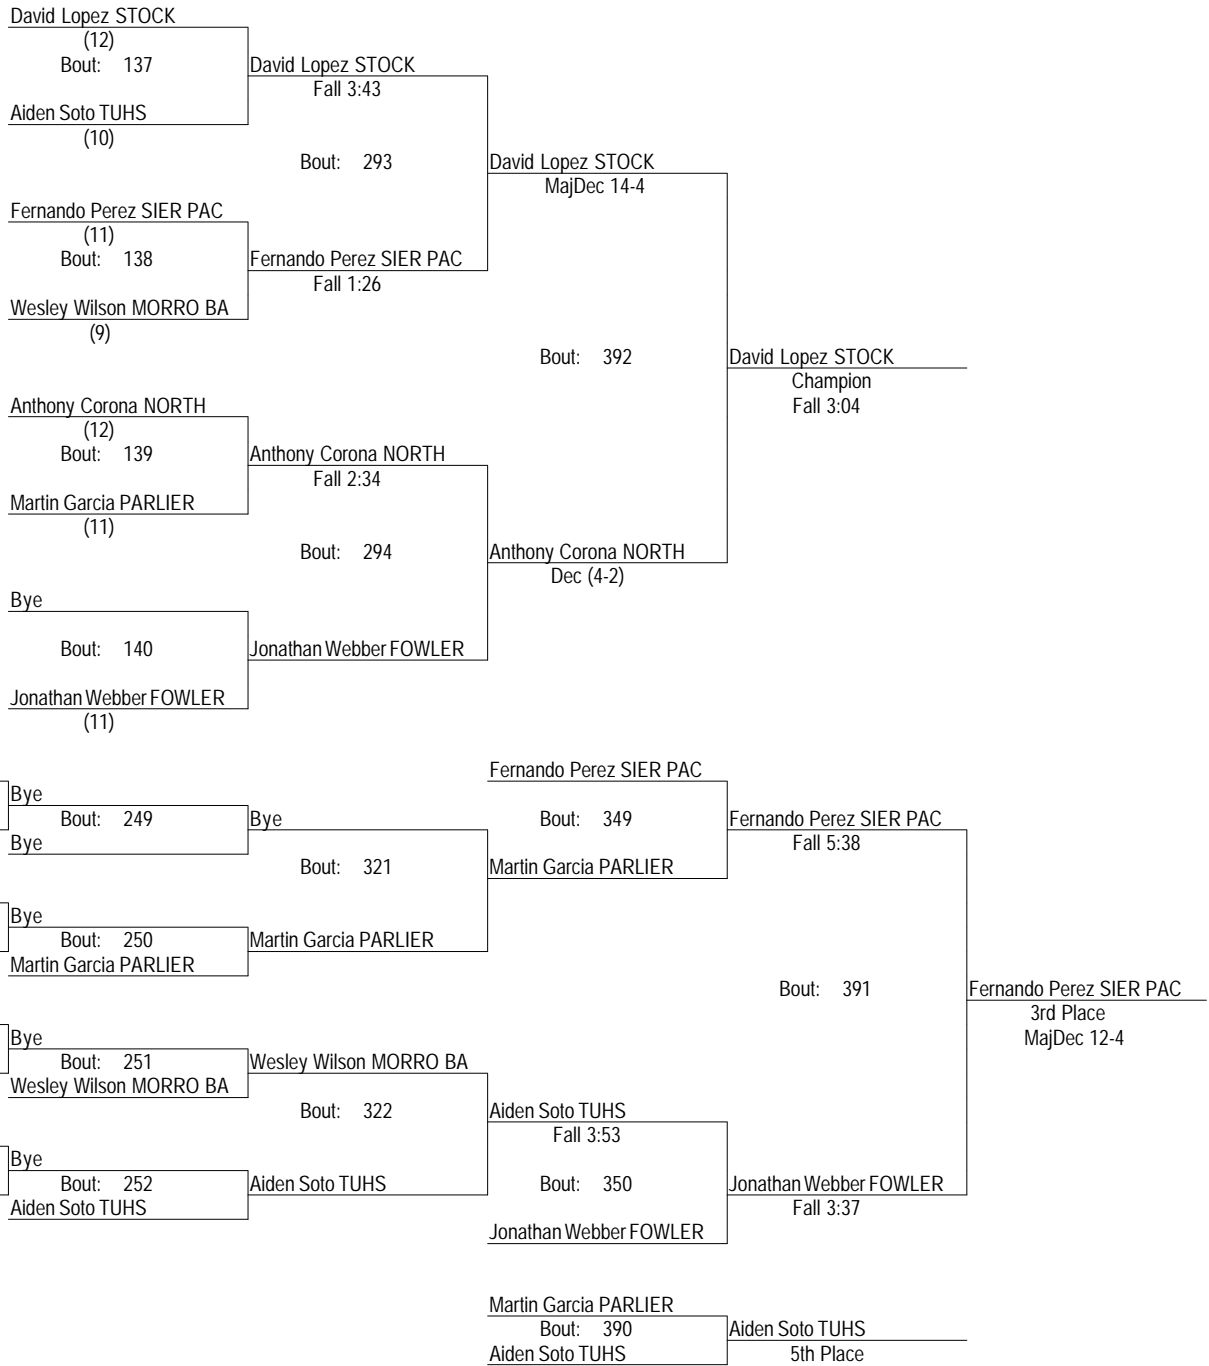 David Lopez STOCK
(12)
Bout: 137
David Lopez STOCK
Fall 3:43
Aiden Soto TUHS
(10)
Bout: 293
David Lopez STOCK
MajDec 14-4
Fernando Perez SIER PAC
(11)
Bout: 138
Fernando Perez SIER PAC
Fall 1:26
Wesley Wilson MORRO BA
(9)
Bout: 392
David Lopez STOCK
Champion
Fall 3:04
Anthony Corona NORTH
(12)
Bout: 139
Anthony Corona NORTH
Fall 2:34
Martin Garcia PARLIER
(11)
Bout: 294
Anthony Corona NORTH
Dec (4-2)
Bye
Bout: 140
Jonathan Webber FOWLER
Jonathan Webber FOWLER
(11)
Fernando Perez SIER PAC
Bye
Bout: 249
Bye
Bout: 349
Fernando Perez SIER PAC
Bye
Fall 5:38
Bout: 321
Martin Garcia PARLIER
Bye
Bout: 250
Martin Garcia PARLIER
Martin Garcia PARLIER
Bout: 391
Fernando Perez SIER PAC
3rd Place
MajDec 12-4
Bye
Bout: 251
Wesley Wilson MORRO BA
Wesley Wilson MORRO BA
Bout: 322
Aiden Soto TUHS
Fall 3:53
Bye
Bout: 252
Aiden Soto TUHS
Bout: 350
Jonathan Webber FOWLER
Aiden Soto TUHS
Fall 3:37
Jonathan Webber FOWLER
Martin Garcia PARLIER
Bout: 390
Aiden Soto TUHS
Aiden Soto TUHS
5th Place